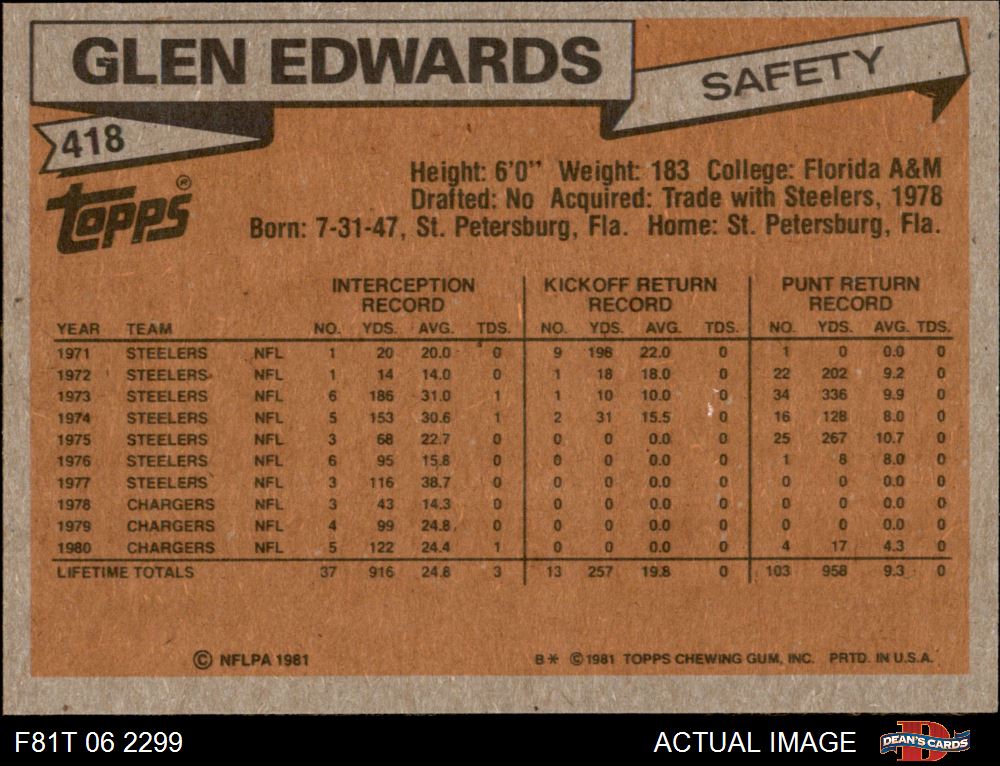 GLEN EDWARDS
SAFETY
418
Topps®
Height: 6'0" Weight: 183 College: Florida A&M
Drafted: No Acquired: Trade with Steelers, 1978
Born: 7-31-47, St. Petersburg, Fla. Home: St. Petersburg, Fla.
INTERCEPTION RECORD KICKOFF RETURN RECORD PUNT RETURN RECORD
YEAR TEAM NO. YDS. AVG. TDS. NO. YDS. AVG. TDS. NO. YDS. AVG. TDS.
1971 STEELERS NFL 1 20 20.0 0 9 198 22.0 0 1 0 0.0 0
1972 STEELERS NFL 1 14 14.0 0 1 18 18.0 0 22 202 9.2 0
1973 STEELERS NFL 6 186 31.0 1 1 10 10.0 0 34 336 9.9 0
1974 STEELERS NFL 5 153 30.6 1 2 31 15.5 0 16 128 8.0 0
1975 STEELERS NFL 3 68 22.7 0 0 0 0.0 0 25 267 10.7 0
1976 STEELERS NFL 6 95 15.8 0 0 0 0.0 0 1 8 8.0 0
1977 STEELERS NFL 3 116 38.7 0 0 0 0.0 0 0 0 0.0 0
1978 CHARGERS NFL 3 43 14.3 0 0 0 0.0 0 0 0 0.0 0
1979 CHARGERS NFL 4 99 24.8 0 0 0 0.0 0 0 0 0.0 0
1980 CHARGERS NFL 5 122 24.4 1 0 0 0.0 0 4 17 4.3 0
LIFETIME TOTALS 37 916 24.8 3 13 257 19.8 0 103 958 9.3 0
© NFLPA 1981 B* © 1981 TOPPS CHEWING GUM, INC. PRTD. IN U.S.A.
F81T 06 2299 ACTUAL IMAGE DEAN'S CARDS